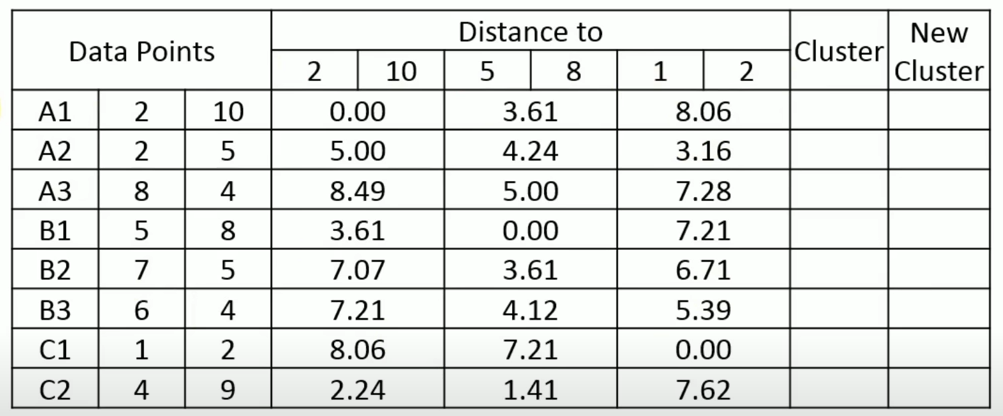 Data Points Distance to Cluster New Cluster
2 10 5 8 1 2
A1 2 10 0.00 3.61 8.06
A2 2 5 5.00 4.24 3.16
A3 8 4 8.49 5.00 7.28
B1 5 8 3.61 0.00 7.21
B2 7 5 7.07 3.61 6.71
B3 6 4 7.21 4.12 5.39
C1 1 2 8.06 7.21 0.00
C2 4 9 2.24 1.41 7.62